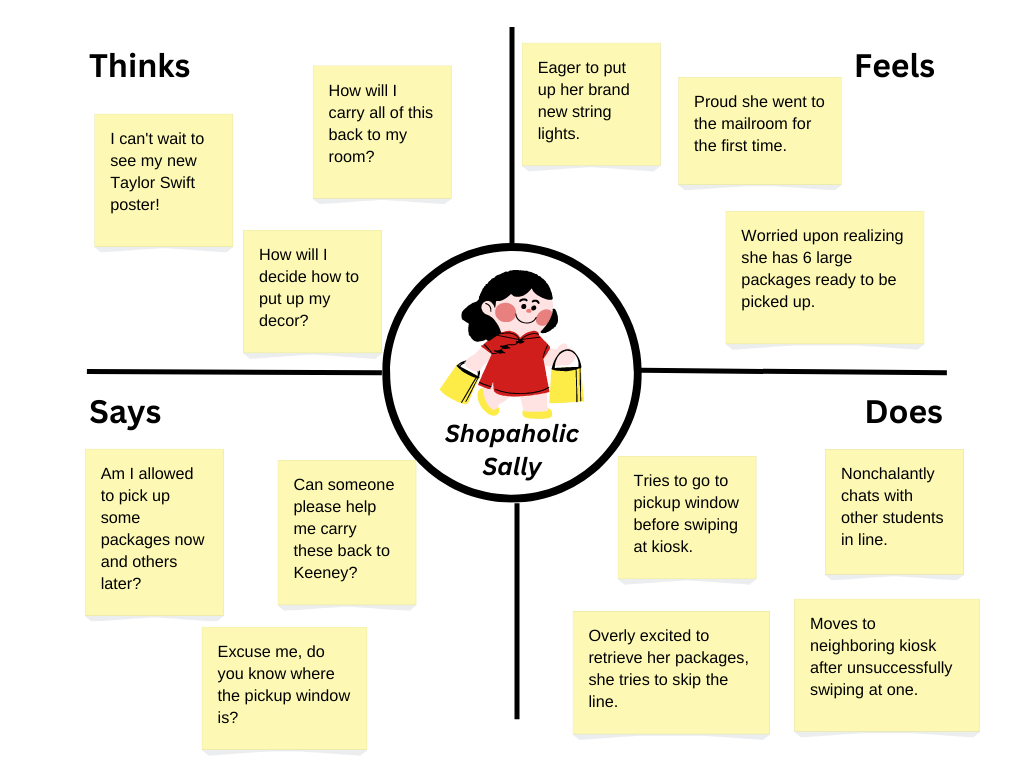 Thinks
I can't wait to
see my new
Taylor Swift
poster!
How will I
carry all of this
back to my
room?
How will I
decide how to
put up my
decor?
Feels
Eager to put
up her brand
new string
lights.
Proud she went to
the mailroom for
the first time.
Worried upon realizing
she has 6 large
packages ready to be
picked up.
Shopaholic
Sally
Says
Am I allowed
to pick up
some
packages now
and others
later?
Can someone
please help
me carry
these back to
Keeney?
Excuse me, do
you know where
the pickup window
is?
Does
Tries to go to
pickup window
before swiping
at kiosk.
Nonchalantly
chats with
other students
in line.
Overly excited to
retrieve her packages,
she tries to skip the
line.
Moves to
neighboring kiosk
after unsuccessfully
swiping at one.